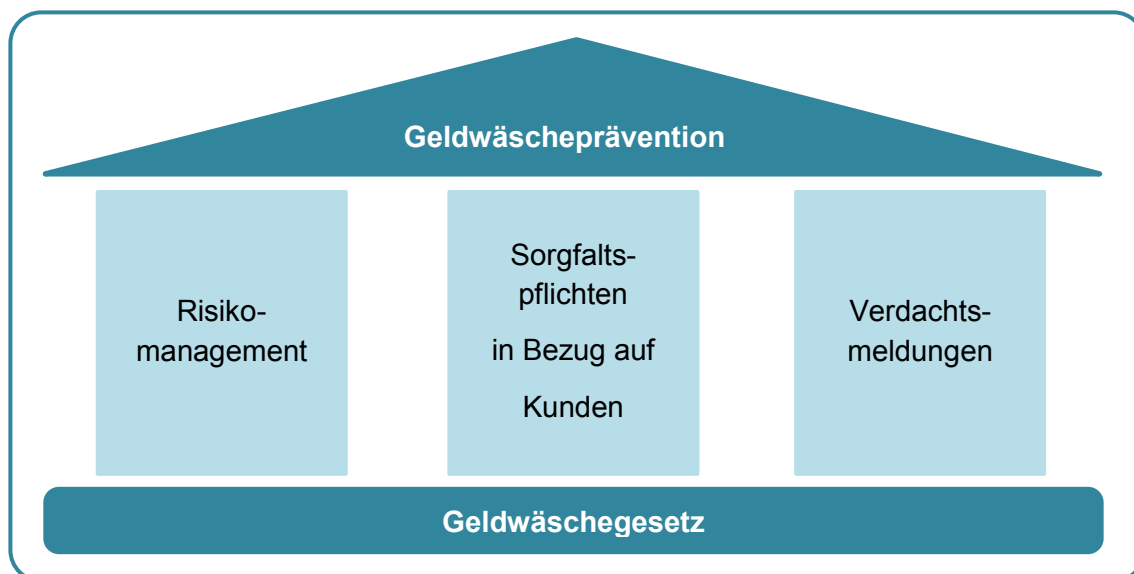 Geldwäscheprävention
Risiko-
management
Sorgfalts-
pflichten
in Bezug auf
Kunden
Verdachts-
meldungen
Geldwäschegesetz